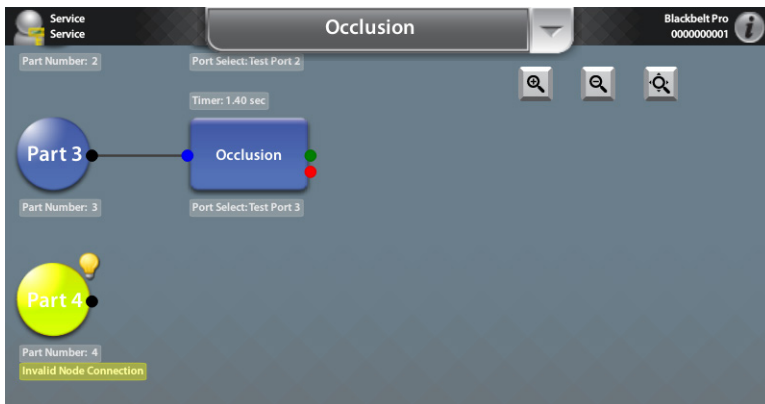 Service
Service
Occlusion
Blackbelt Pro
0000000001
i
Part Number: 2
Port Select:Test Port 2
Timer: 1.40 sec
Part 3
Occlusion
Part Number: 3
Port Select:Test Port 3
Part 4
Part Number: 4
Invalid Node Connection